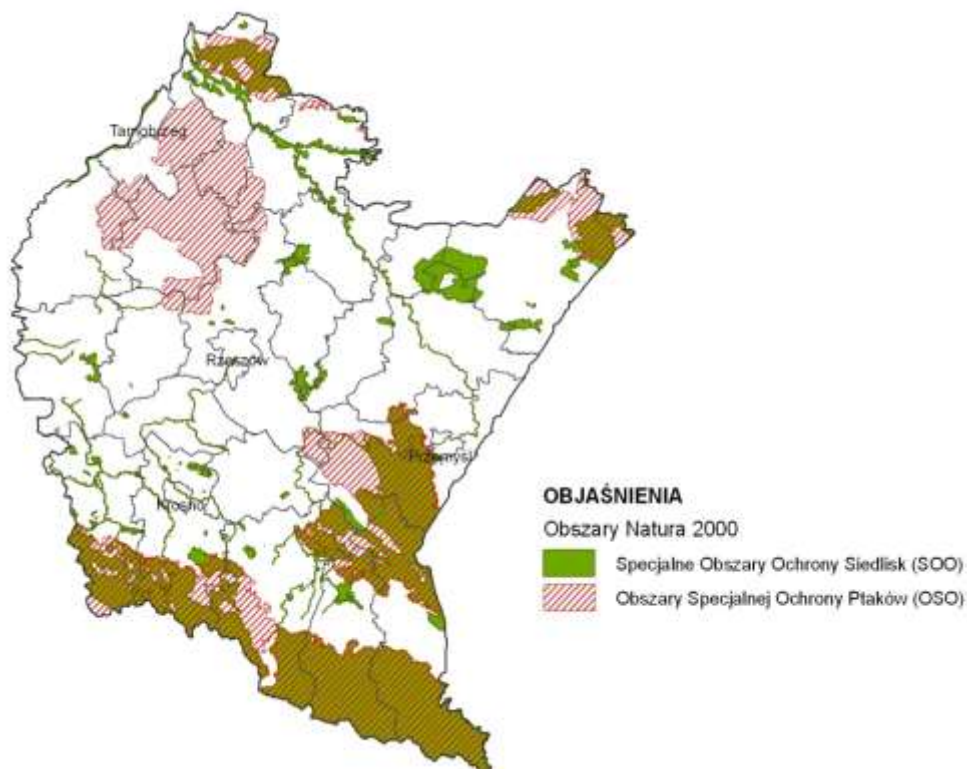 Tarnobrzeg
Rzeszów
Przemyśl
Krosno
OBJAŚNIENIA
Obszary Natura 2000
Specjalne Obszary Ochrony Siedlisk (SOO)
Obszary Specjalnej Ochrony Ptaków (OSO)